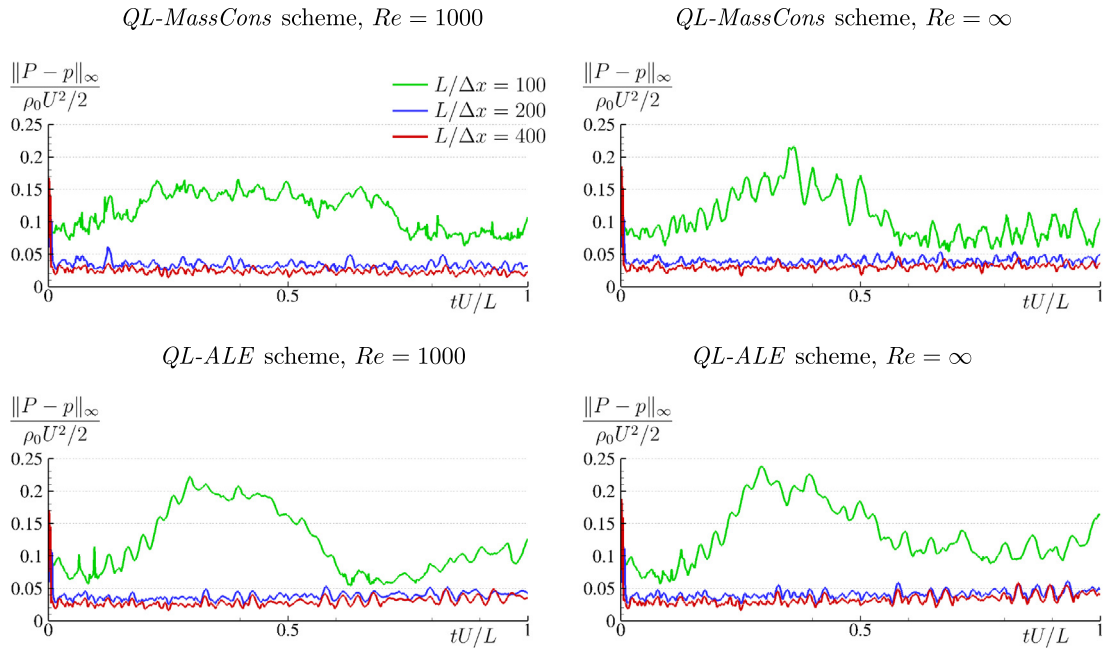 QL-MassCons scheme, Re = 1000
‖P − p‖∞
ρ₀U²/2
L/Δx = 100
L/Δx = 200
L/Δx = 400
0.25
0.2
0.15
0.1
0.05
0
0.5
1
tU/L
QL-MassCons scheme, Re = ∞
‖P − p‖∞
ρ₀U²/2
0.25
0.2
0.15
0.1
0.05
0
0
0.5
1
tU/L
QL-ALE scheme, Re = 1000
‖P − p‖∞
ρ₀U²/2
0.25
0.2
0.15
0.1
0.05
0
0
0.5
1
tU/L
QL-ALE scheme, Re = ∞
‖P − p‖∞
ρ₀U²/2
0.25
0.2
0.15
0.1
0.05
0
0
0.5
1
tU/L